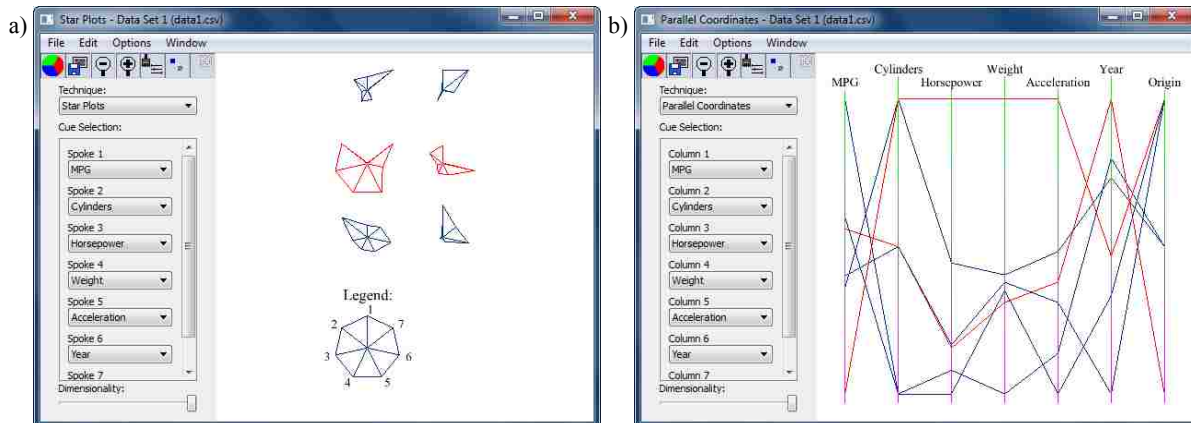 a)
Star Plots - Data Set 1 (data1.csv)
File Edit Options Window
Technique:
Star Plots
Cue Selection:
Spoke 1
MPG
Spoke 2
Cylinders
Spoke 3
Horsepower
Spoke 4
Weight
Spoke 5
Acceleration
Spoke 6
Year
Spoke 7
Dimensionality:
Legend:
1
2 7
3 6
4 5
b)
Parallel Coordinates - Data Set 1 (data1.csv)
File Edit Options Window
Technique:
Parallel Coordinates
Cue Selection:
Column 1
MPG
Column 2
Cylinders
Column 3
Horsepower
Column 4
Weight
Column 5
Acceleration
Column 6
Year
Column 7
Dimensionality:
Cylinders Weight Year
MPG Horsepower Acceleration Origin